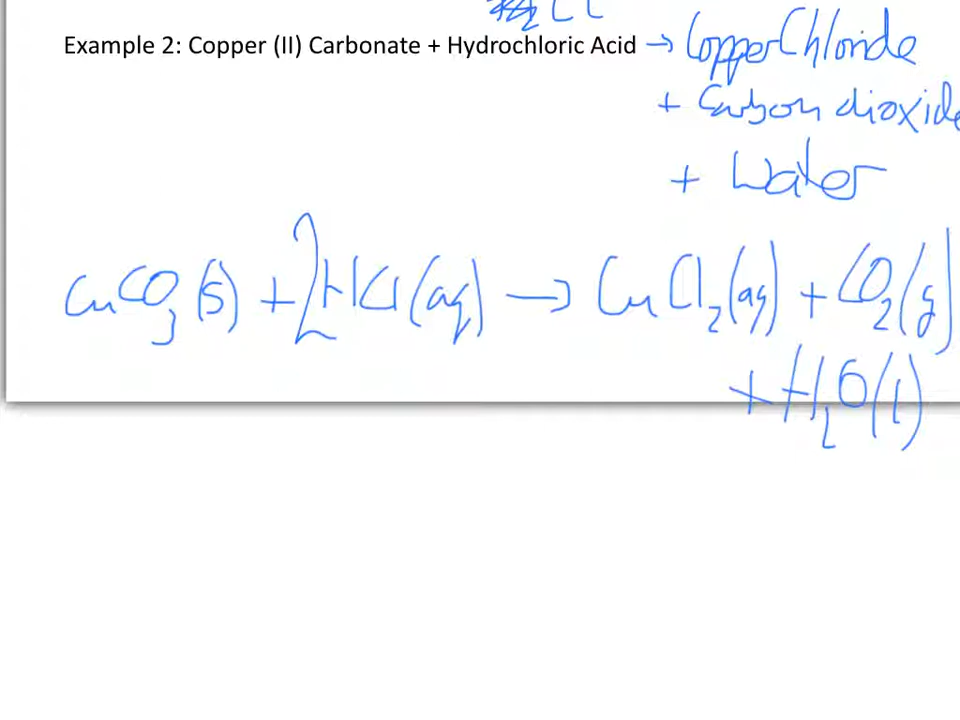 Example 2: Copper (II) Carbonate + Hydrochloric Acid → Copper Chloride
+ Carbon dioxide
+ Water
CuCO₃(s) + 2HCl(aq) → CuCl₂(aq) + CO₂(g)
+ H₂O(l)